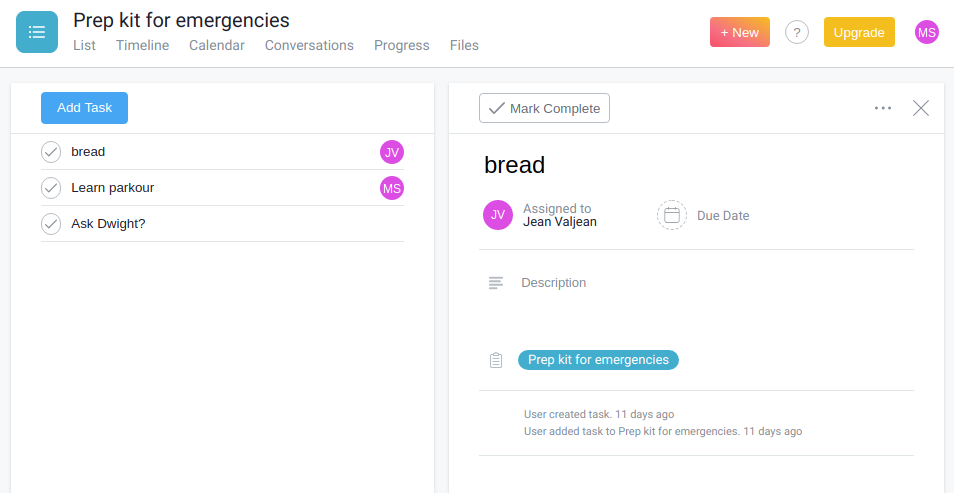 Prep kit for emergencies
List Timeline Calendar Conversations Progress Files
+ New
?
Upgrade
MS
Add Task
bread
JV
Learn parkour
MS
Ask Dwight?
Mark Complete
bread
JV
Assigned to
Jean Valjean
Due Date
Description
Prep kit for emergencies
User created task. 11 days ago
User added task to Prep kit for emergencies. 11 days ago